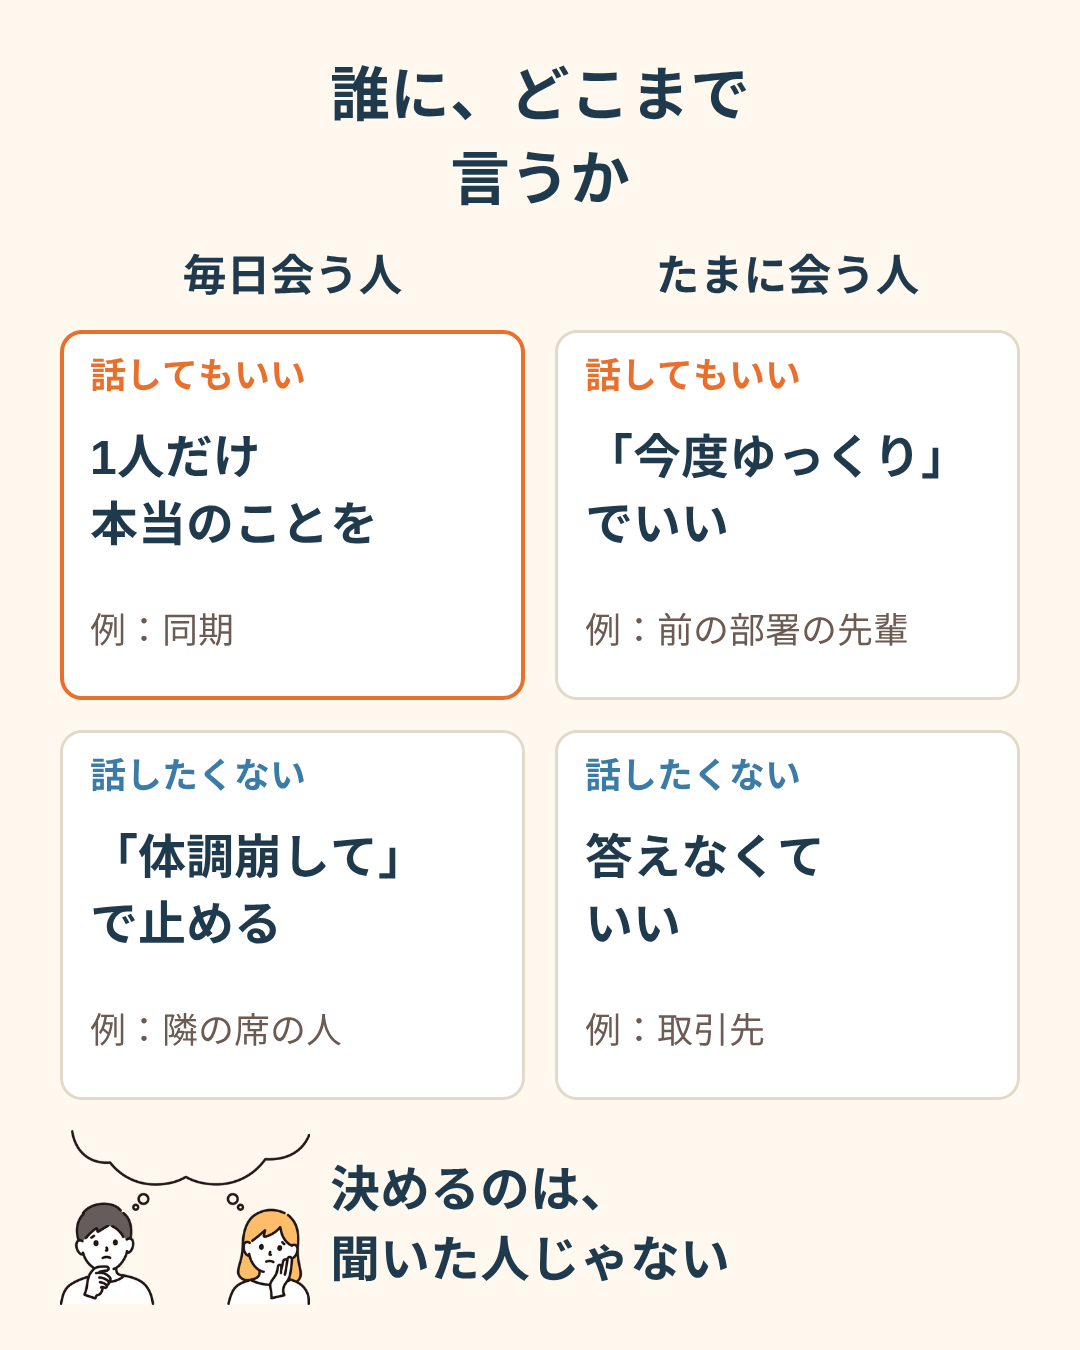 誰に、どこまで
言うか
毎日会う人
たまに会う人
話してもいい
1人だけ
本当のことを
例：同期
話してもいい
「今度ゆっくり」
でいい
例：前の部署の先輩
話したくない
「体調崩して」
で止める
例：隣の席の人
話したくない
答えなくて
いい
例：取引先
決めるのは、
聞いた人じゃない